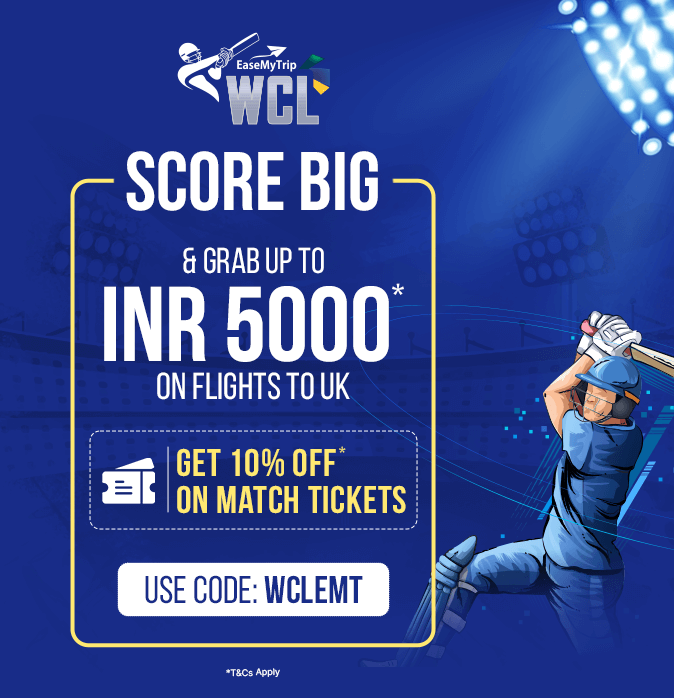 EaseMyTrip
WCL
SCORE BIG
& GRAB UP TO
INR 5000*
ON FLIGHTS TO UK
GET 10% OFF*
ON MATCH TICKETS
USE CODE: WCLEMT
*T&Cs Apply